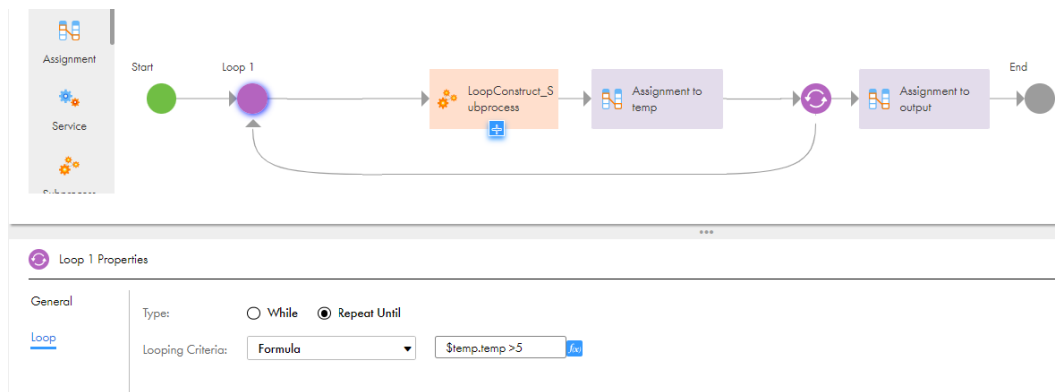 Assignment
Service
Start
Loop 1
LoopConstruct_S
ubprocess
Assignment to
temp
Assignment to
output
End
Loop 1 Properties
General
Loop
Type:
While
Repeat Until
Looping Criteria:
Formula
$temp.temp >5
f(x)